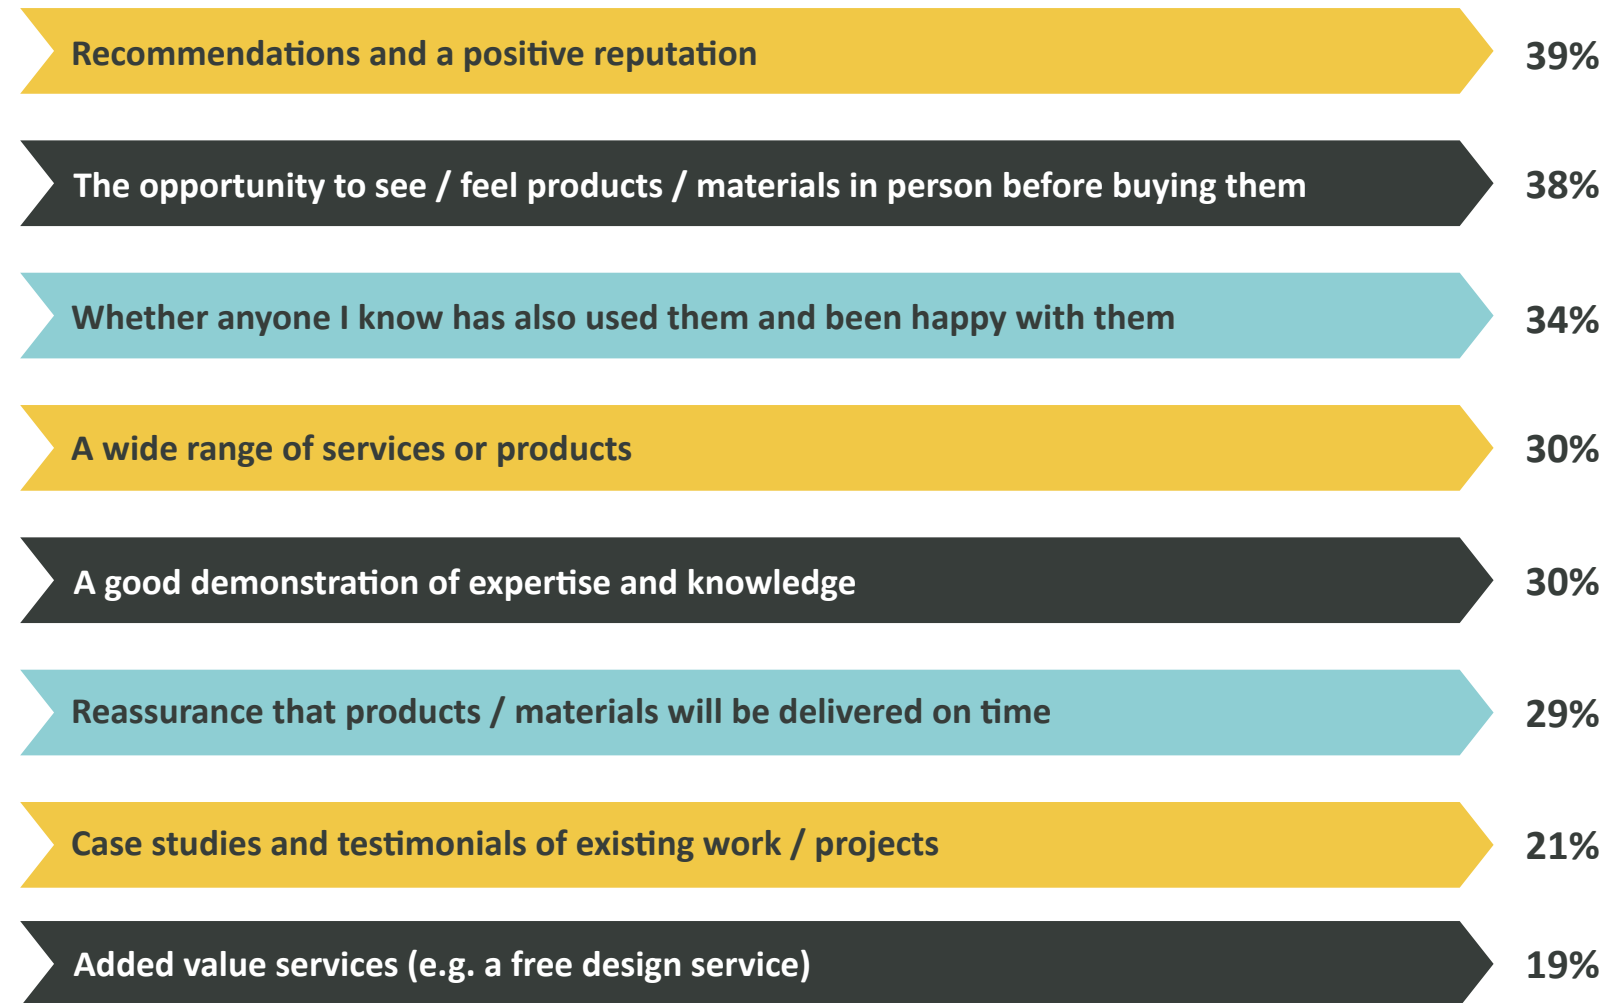 Recommendations and a positive reputation 39%
The opportunity to see / feel products / materials in person before buying them 38%
Whether anyone I know has also used them and been happy with them 34%
A wide range of services or products 30%
A good demonstration of expertise and knowledge 30%
Reassurance that products / materials will be delivered on time 29%
Case studies and testimonials of existing work / projects 21%
Added value services (e.g. a free design service) 19%